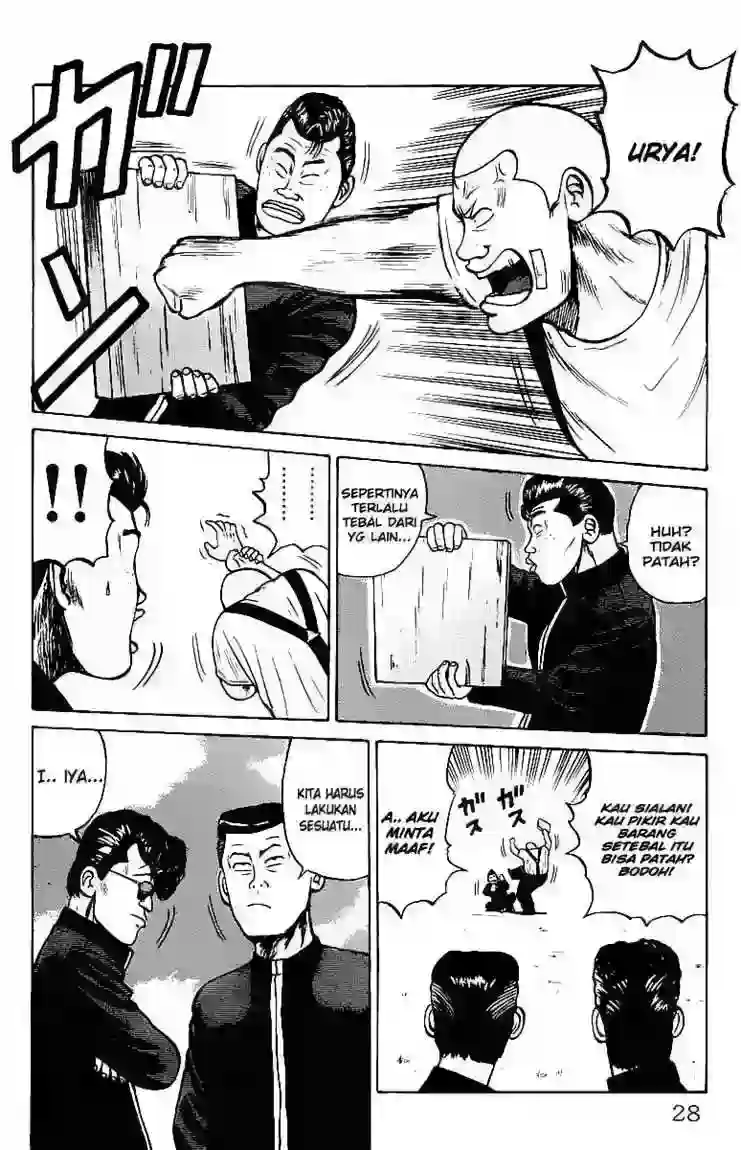 ガガン
URYA!
HUH?
TIDAK
PATAH?
SEPERTINYA
TERLALU
TEBAL DARI
YG LAIN...
..........
!!
KAU SIALAN!
KAU PIKIR KAU
BARANG
SETEBAL ITU
BISA PATAH?
BODOH!
ガス
ガス
A.. AKU
MINTA
MAAF!
KITA HARUS
LAKUKAN
SESUATU...
I.. IYA...
28